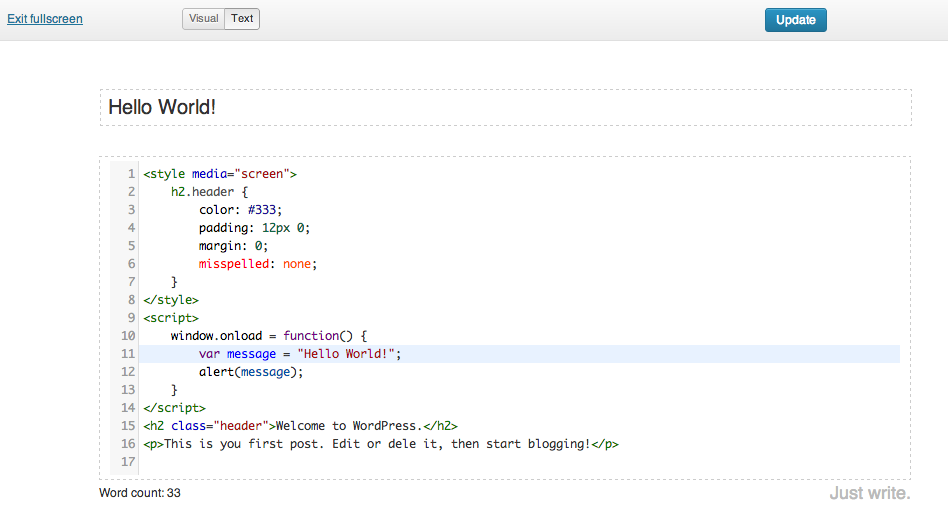 Exit fullscreen Visual Text Update
Hello World!
1 <style media="screen">
2 h2.header {
3 color: #333;
4 padding: 12px 0;
5 margin: 0;
6 misspelled: none;
7 }
8 </style>
9 <script>
10 window.onload = function() {
11 var message = "Hello World!";
12 alert(message);
13 }
14 </script>
15 <h2 class="header">Welcome to WordPress.</h2>
16 <p>This is you first post. Edit or dele it, then start blogging!</p>
17
Word count: 33 Just write.